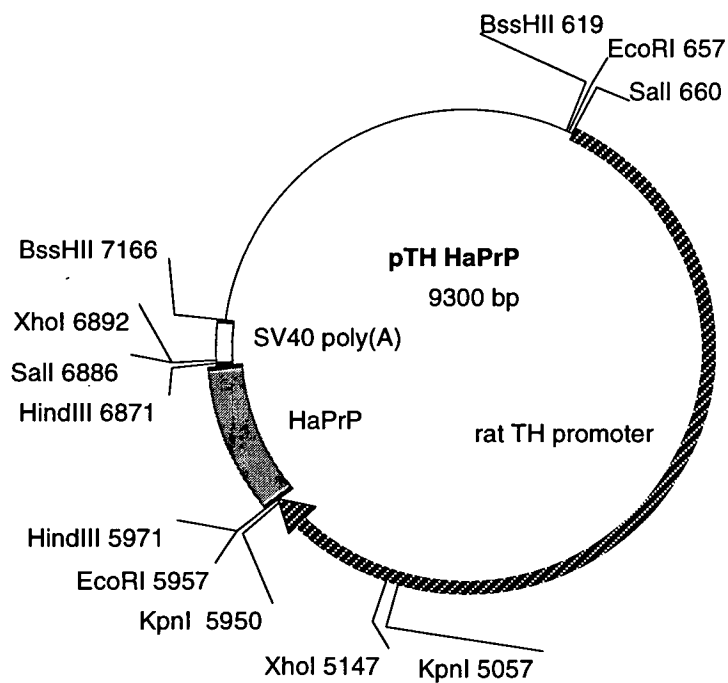 BssHII 619
EcoRI 657
SalI 660
BssHII 7166
pTH HaPrP
9300 bp
XhoI 6892
SV40 poly(A)
SalI 6886
HindIII 6871
HaPrP
rat TH promoter
HindIII 5971
EcoRI 5957
KpnI 5950
XhoI 5147
KpnI 5057